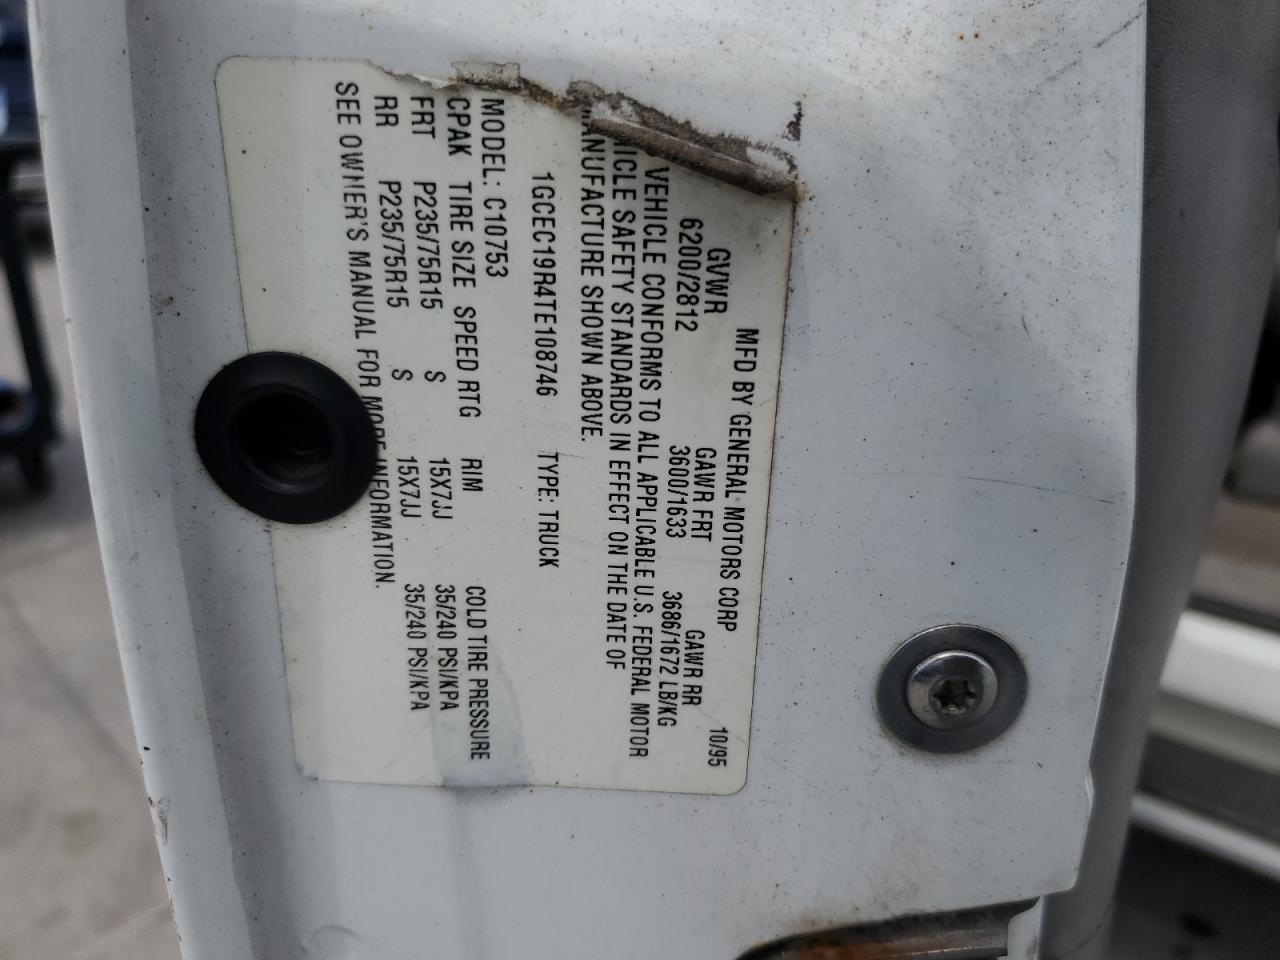 MFD BY GENERAL MOTORS CORP 10/95
GVWR GAWR FRT GAWR RR
6200/2812 3600/1633 3686/1672 LB/KG
VEHICLE CONFORMS TO ALL APPLICABLE U.S. FEDERAL MOTOR
ICLE SAFETY STANDARDS IN EFFECT ON THE DATE OF
ANUFACTURE SHOWN ABOVE.
1GCEC19R4TE108746 TYPE: TRUCK
MODEL: C10753
CPAK TIRE SIZE SPEED RTG RIM COLD TIRE PRESSURE
FRT P235/75R15 S 15X7JJ 35/240 PSI/KPA
RR P235/75R15 S 15X7JJ 35/240 PSI/KPA
SEE OWNER'S MANUAL FOR MORE INFORMATION.